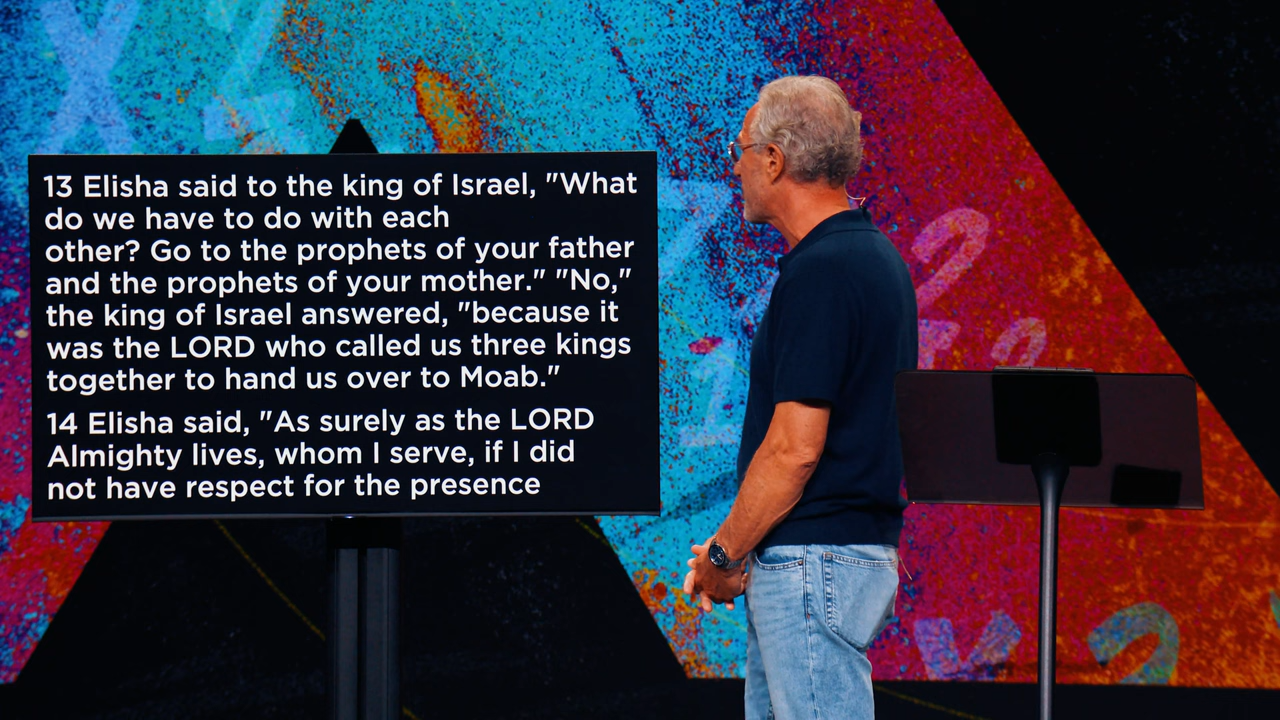 13 Elisha said to the king of Israel, "What
do we have to do with each
other? Go to the prophets of your father
and the prophets of your mother." "No,"
the king of Israel answered, "because it
was the LORD who called us three kings
together to hand us over to Moab."
14 Elisha said, "As surely as the LORD
Almighty lives, whom I serve, if I did
not have respect for the presence